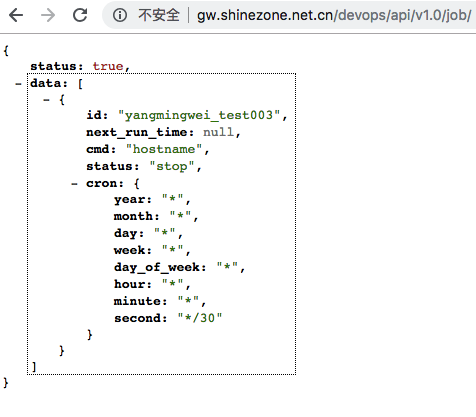 不安全 | gw.shinezone.net.cn/devops/api/v1.0/job/
{
status: true,
- data: [
- {
id: "yangmingwei_test003",
next_run_time: null,
cmd: "hostname",
status: "stop",
- cron: {
year: "*",
month: "*",
day: "*",
week: "*",
day_of_week: "*",
hour: "*",
minute: "*",
second: "*/30"
}
}
]
}